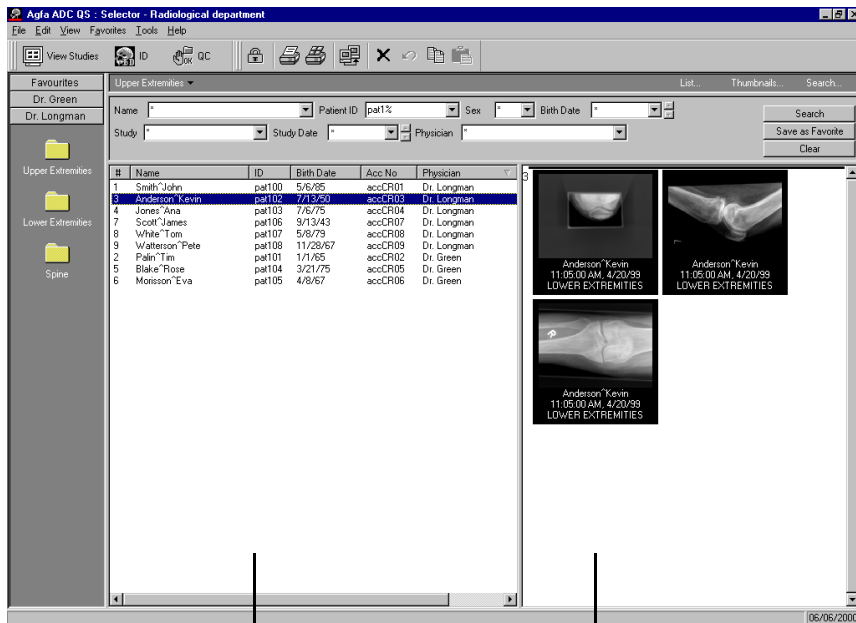 Agfa ADC QS : Selector - Radiological department
File Edit View Favorites Tools Help
View Studies ID OK QC
Favourites
Dr. Green
Dr. Longman
Upper Extremities
Lower Extremities
Spine
Upper Extremities List... Thumbnails... Search...
Name * Patient ID pat1% Sex * Birth Date * Search
Study * Study Date * Physician * Save as Favorite
Clear
# Name ID Birth Date Acc No Physician
1 Smith^John pat100 5/6/85 accCR01 Dr. Longman
3 Anderson^Kevin pat102 7/13/50 accCR03 Dr. Longman
4 Jones^Ana pat103 7/6/75 accCR04 Dr. Longman
7 Scott^James pat106 9/13/43 accCR07 Dr. Longman
8 White^Tom pat107 5/8/79 accCR08 Dr. Longman
9 Watterson^Pete pat108 11/28/67 accCR09 Dr. Longman
2 Palin^Tim pat101 1/1/65 accCR02 Dr. Green
5 Blake^Rose pat104 3/21/75 accCR05 Dr. Green
6 Morisson^Eva pat105 4/8/67 accCR06 Dr. Green
3
Anderson^Kevin
11:05:00 AM, 4/20/99
LOWER EXTREMITIES
Anderson^Kevin
11:05:00 AM, 4/20/99
LOWER EXTREMITIES
R
Anderson^Kevin
11:05:00 AM, 4/20/99
LOWER EXTREMITIES
06/06/2000